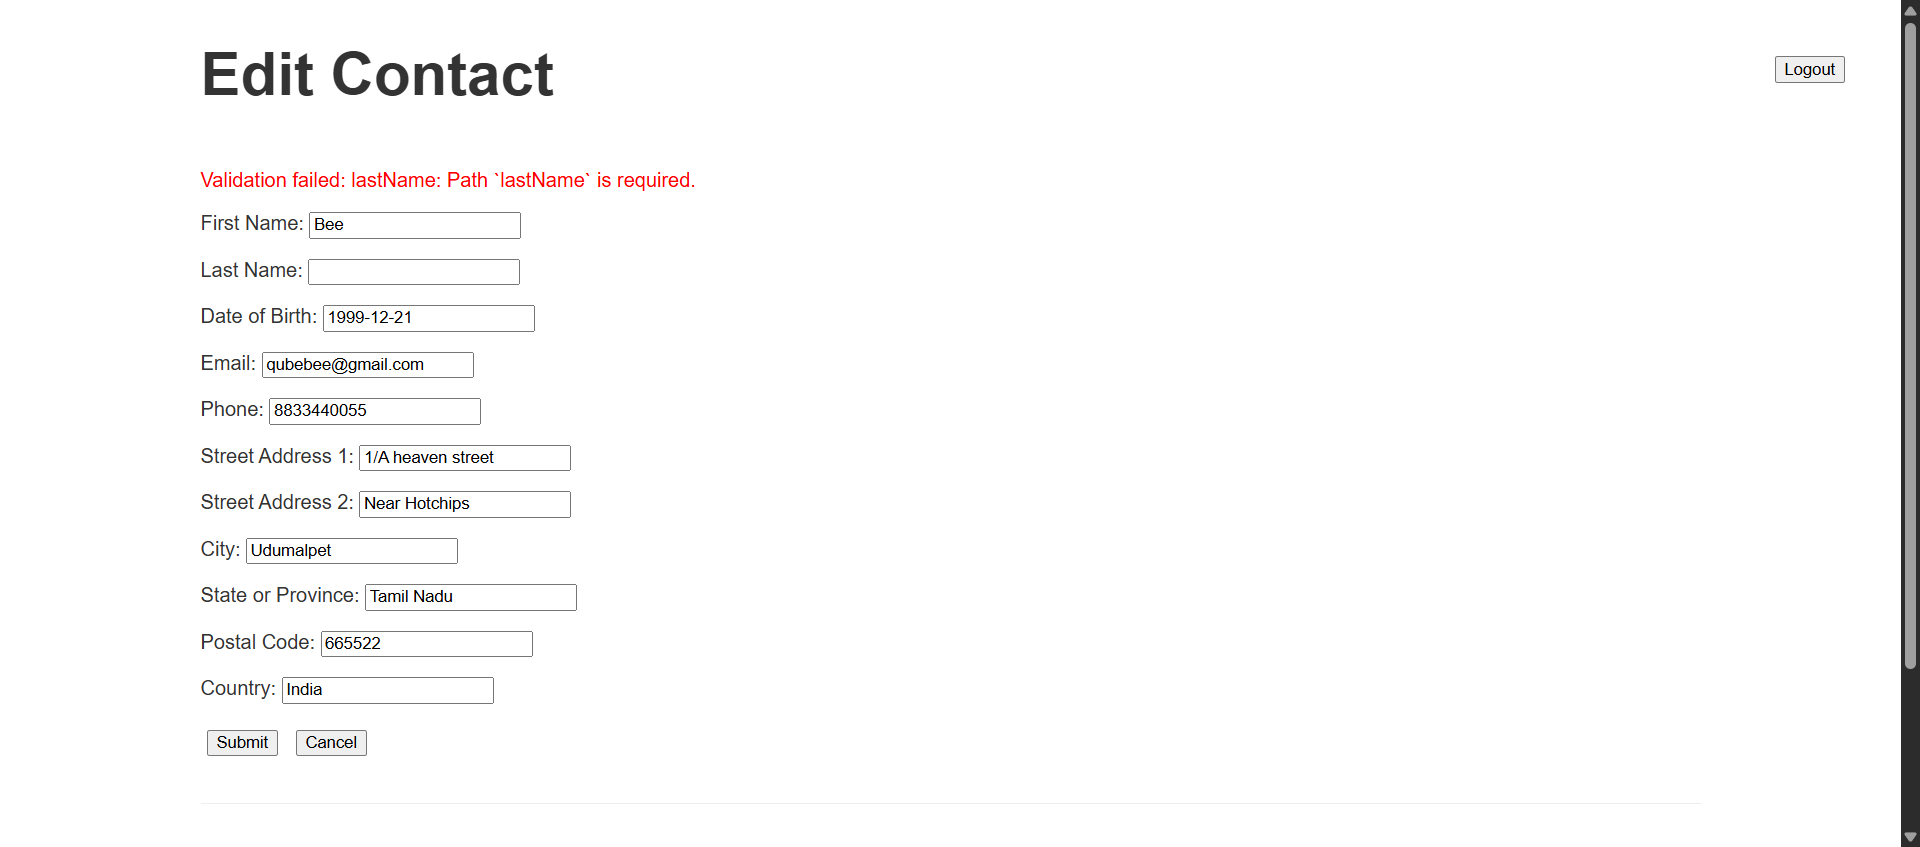 Edit Contact
Logout
Validation failed: lastName: Path `lastName` is required.
First Name: Bee
Last Name:
Date of Birth: 1999-12-21
Email: qubebee@gmail.com
Phone: 8833440055
Street Address 1: 1/A heaven street
Street Address 2: Near Hotchips
City: Udumalpet
State or Province: Tamil Nadu
Postal Code: 665522
Country: India
Submit Cancel